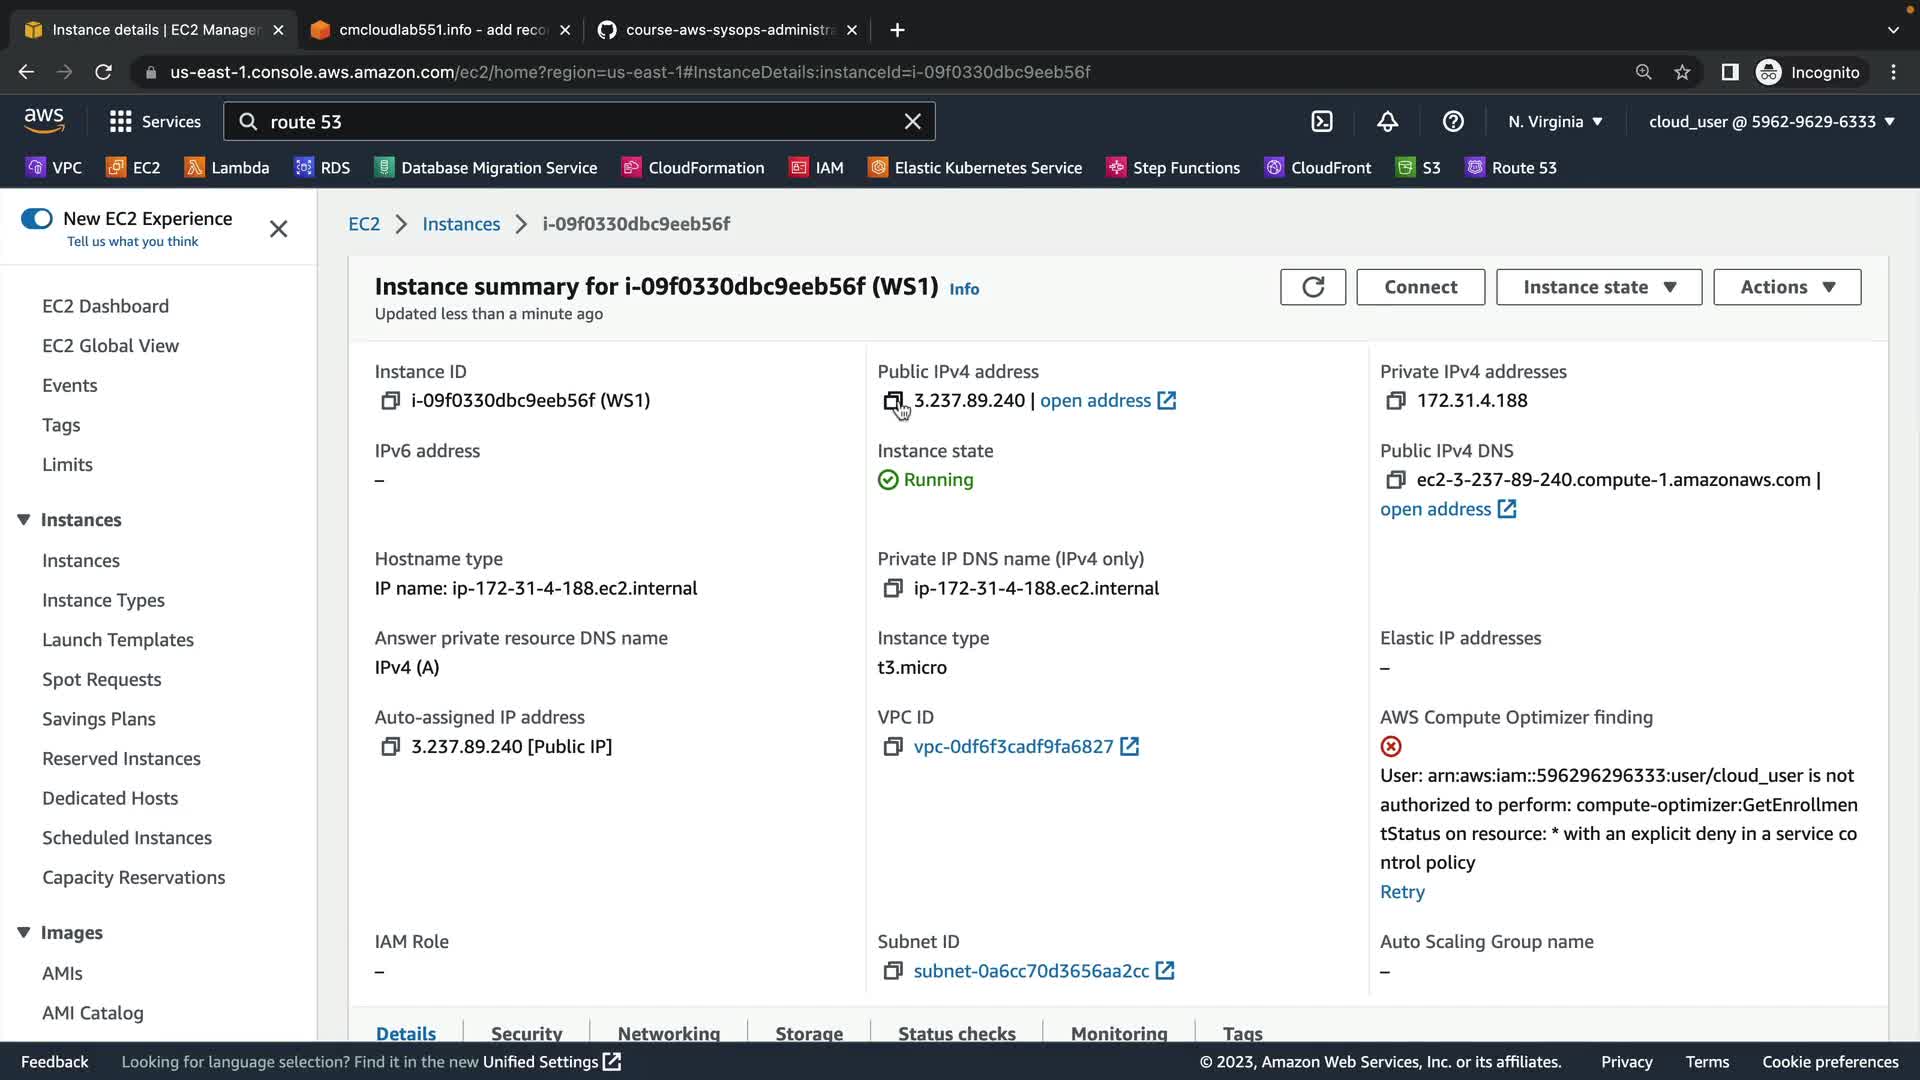 Instance details | EC2 Manager
cmcloudlab551.info - add reco
course-aws-sysops-administra
us-east-1.console.aws.amazon.com/ec2/home?region=us-east-1#InstanceDetails:instanceId=i-09f0330dbc9eeb56f
Incognito
aws
Services
route 53
N. Virginia
cloud_user @ 5962-9629-6333
VPC
EC2
Lambda
RDS
Database Migration Service
CloudFormation
IAM
Elastic Kubernetes Service
Step Functions
CloudFront
S3
Route 53
New EC2 Experience
Tell us what you think
EC2 Dashboard
EC2 Global View
Events
Tags
Limits
Instances
Instances
Instance Types
Launch Templates
Spot Requests
Savings Plans
Reserved Instances
Dedicated Hosts
Scheduled Instances
Capacity Reservations
Images
AMIs
AMI Catalog
EC2 > Instances > i-09f0330dbc9eeb56f
Instance summary for i-09f0330dbc9eeb56f (WS1) Info
Updated less than a minute ago
Connect
Instance state
Actions
Instance ID
i-09f0330dbc9eeb56f (WS1)
Public IPv4 address
3.237.89.240 | open address
Private IPv4 addresses
172.31.4.188
IPv6 address
–
Instance state
Running
Public IPv4 DNS
ec2-3-237-89-240.compute-1.amazonaws.com |
open address
Hostname type
IP name: ip-172-31-4-188.ec2.internal
Private IP DNS name (IPv4 only)
ip-172-31-4-188.ec2.internal
Answer private resource DNS name
IPv4 (A)
Instance type
t3.micro
Elastic IP addresses
–
Auto-assigned IP address
3.237.89.240 [Public IP]
VPC ID
vpc-0df6f3cadf9fa6827
AWS Compute Optimizer finding
User: arn:aws:iam::596296296333:user/cloud_user is not
authorized to perform: compute-optimizer:GetEnrollmen
tStatus on resource: * with an explicit deny in a service co
ntrol policy
Retry
IAM Role
–
Subnet ID
subnet-0a6cc70d3656aa2cc
Auto Scaling Group name
–
Details
Security
Networking
Storage
Status checks
Monitoring
Tags
Feedback
Looking for language selection? Find it in the new Unified Settings
© 2023, Amazon Web Services, Inc. or its affiliates.
Privacy
Terms
Cookie preferences